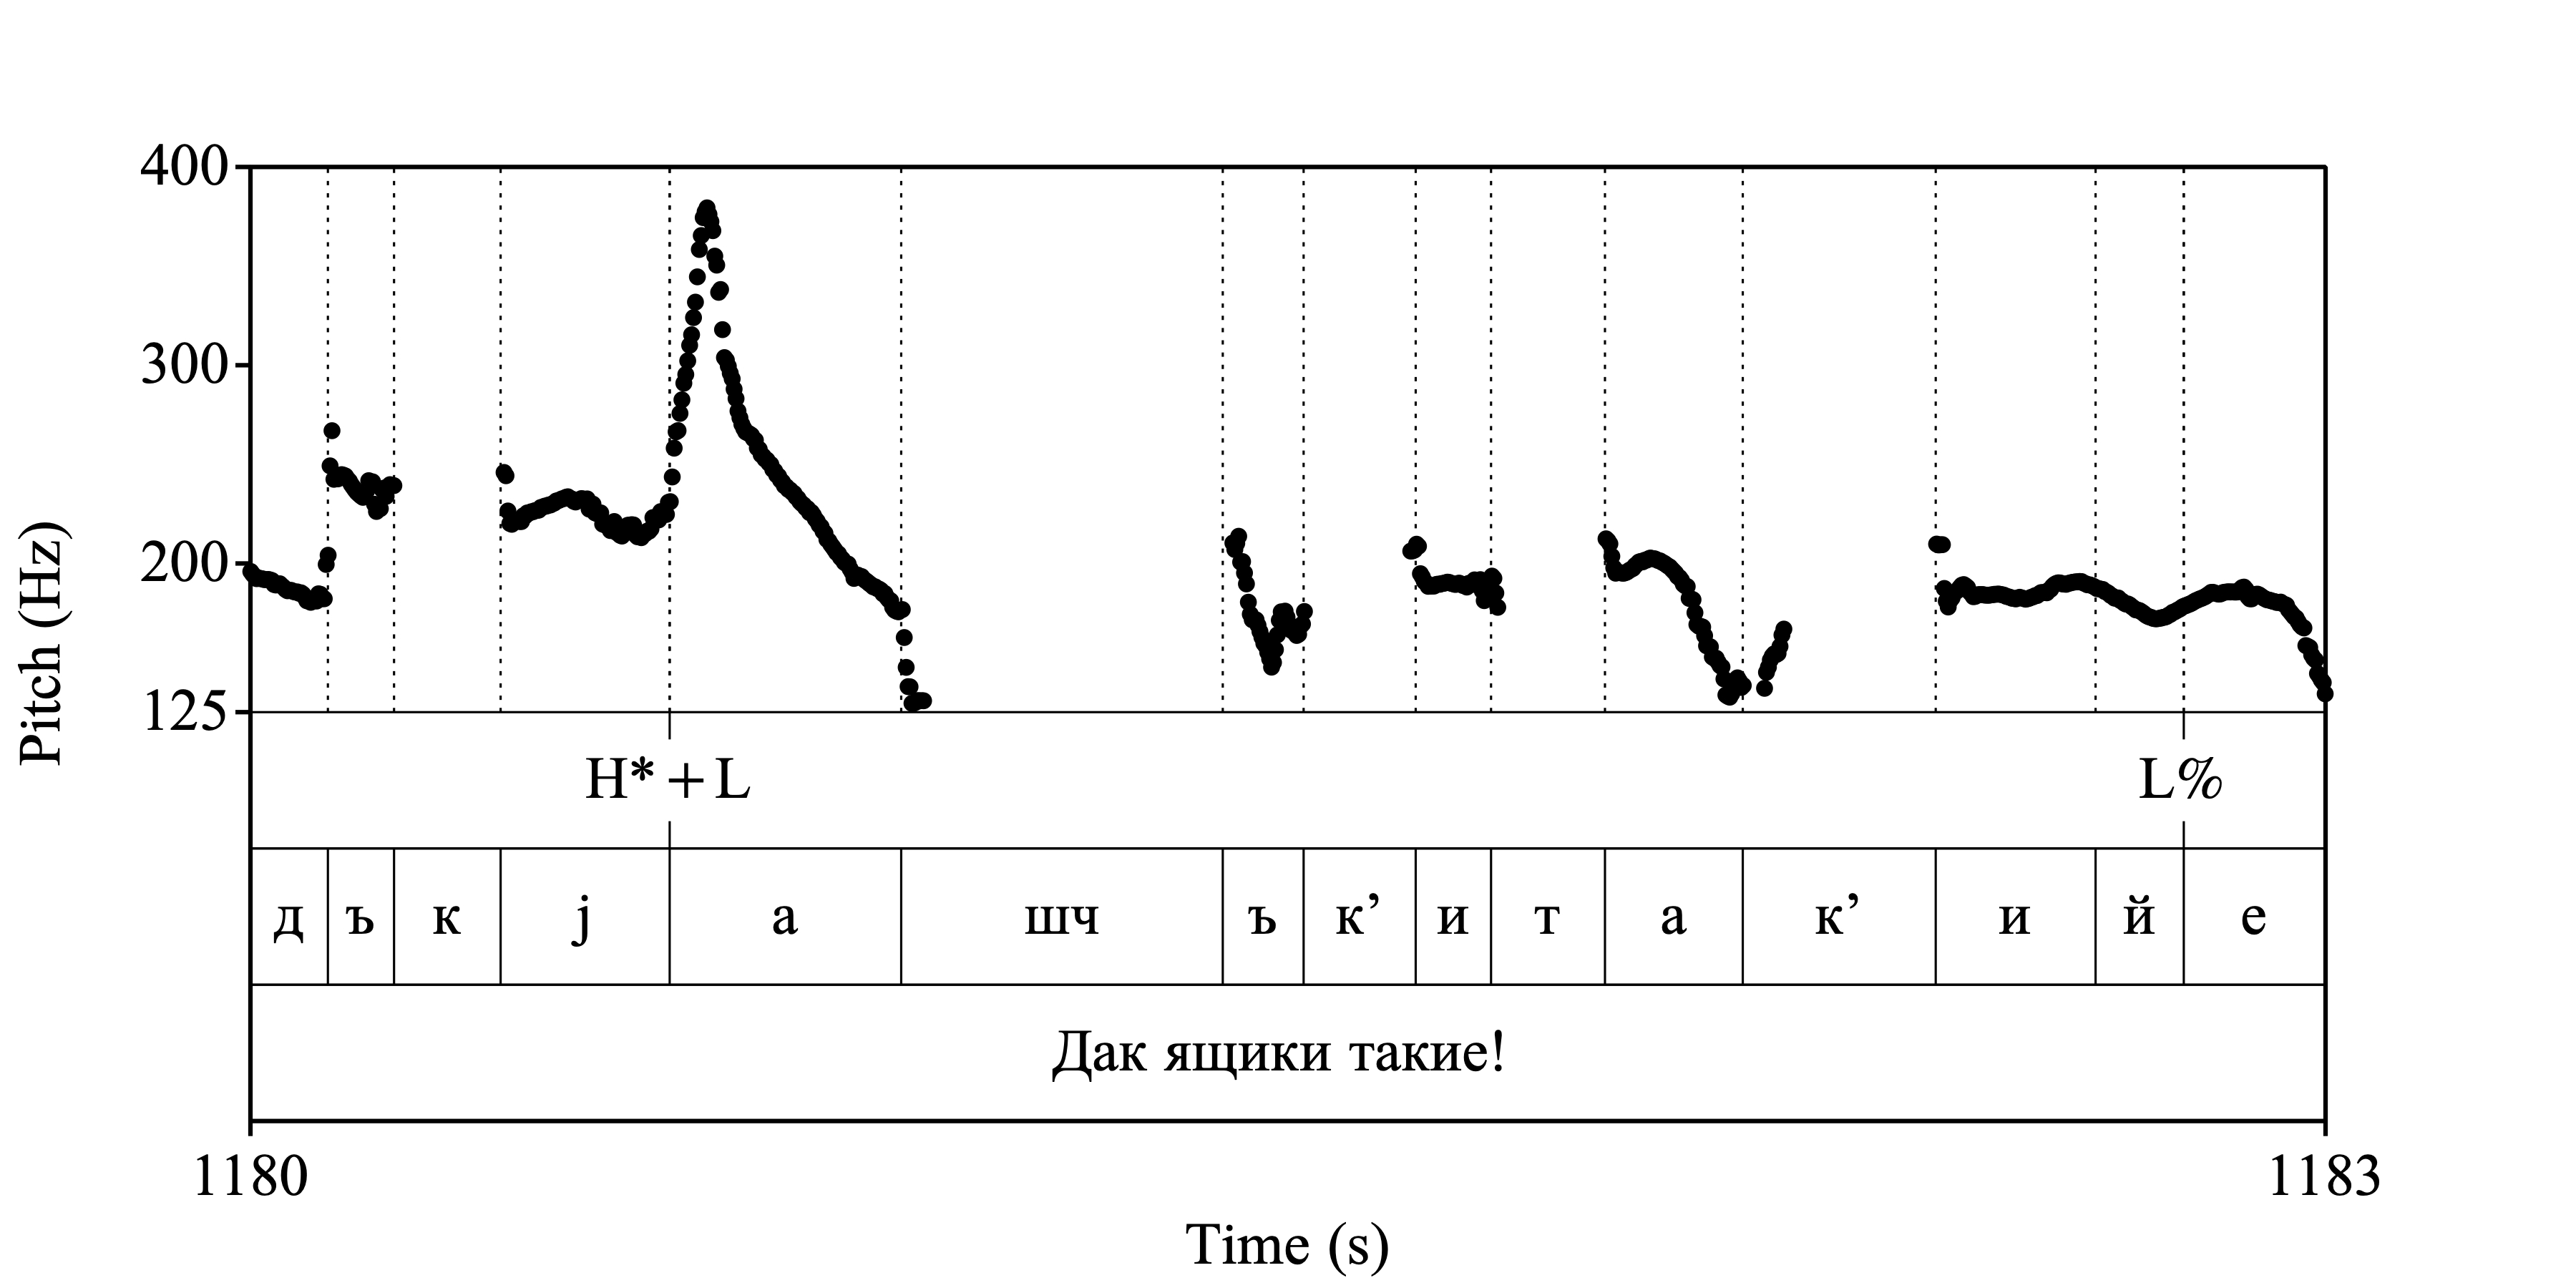 400
300
200
125
Pitch (Hz)
H* + L L%
д ъ к j а шч ъ к’ и т а к’ и й е
Дак ящики такие!
1180 1183
Time (s)